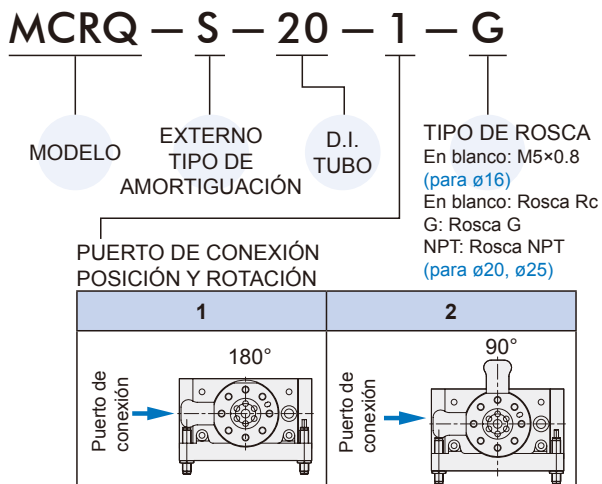 MCRQ — S — 20 — 1 — G
MODELO
EXTERNO
TIPO DE
AMORTIGUACIÓN
D.I.
TUBO
TIPO DE ROSCA
En blanco: M5×0.8
(para ø16)
En blanco: Rosca Rc
G: Rosca G
NPT: Rosca NPT
(para ø20, ø25)
PUERTO DE CONEXIÓN
POSICIÓN Y ROTACIÓN
1
2
Puerto de
conexión
180°
Puerto de
conexión
90°